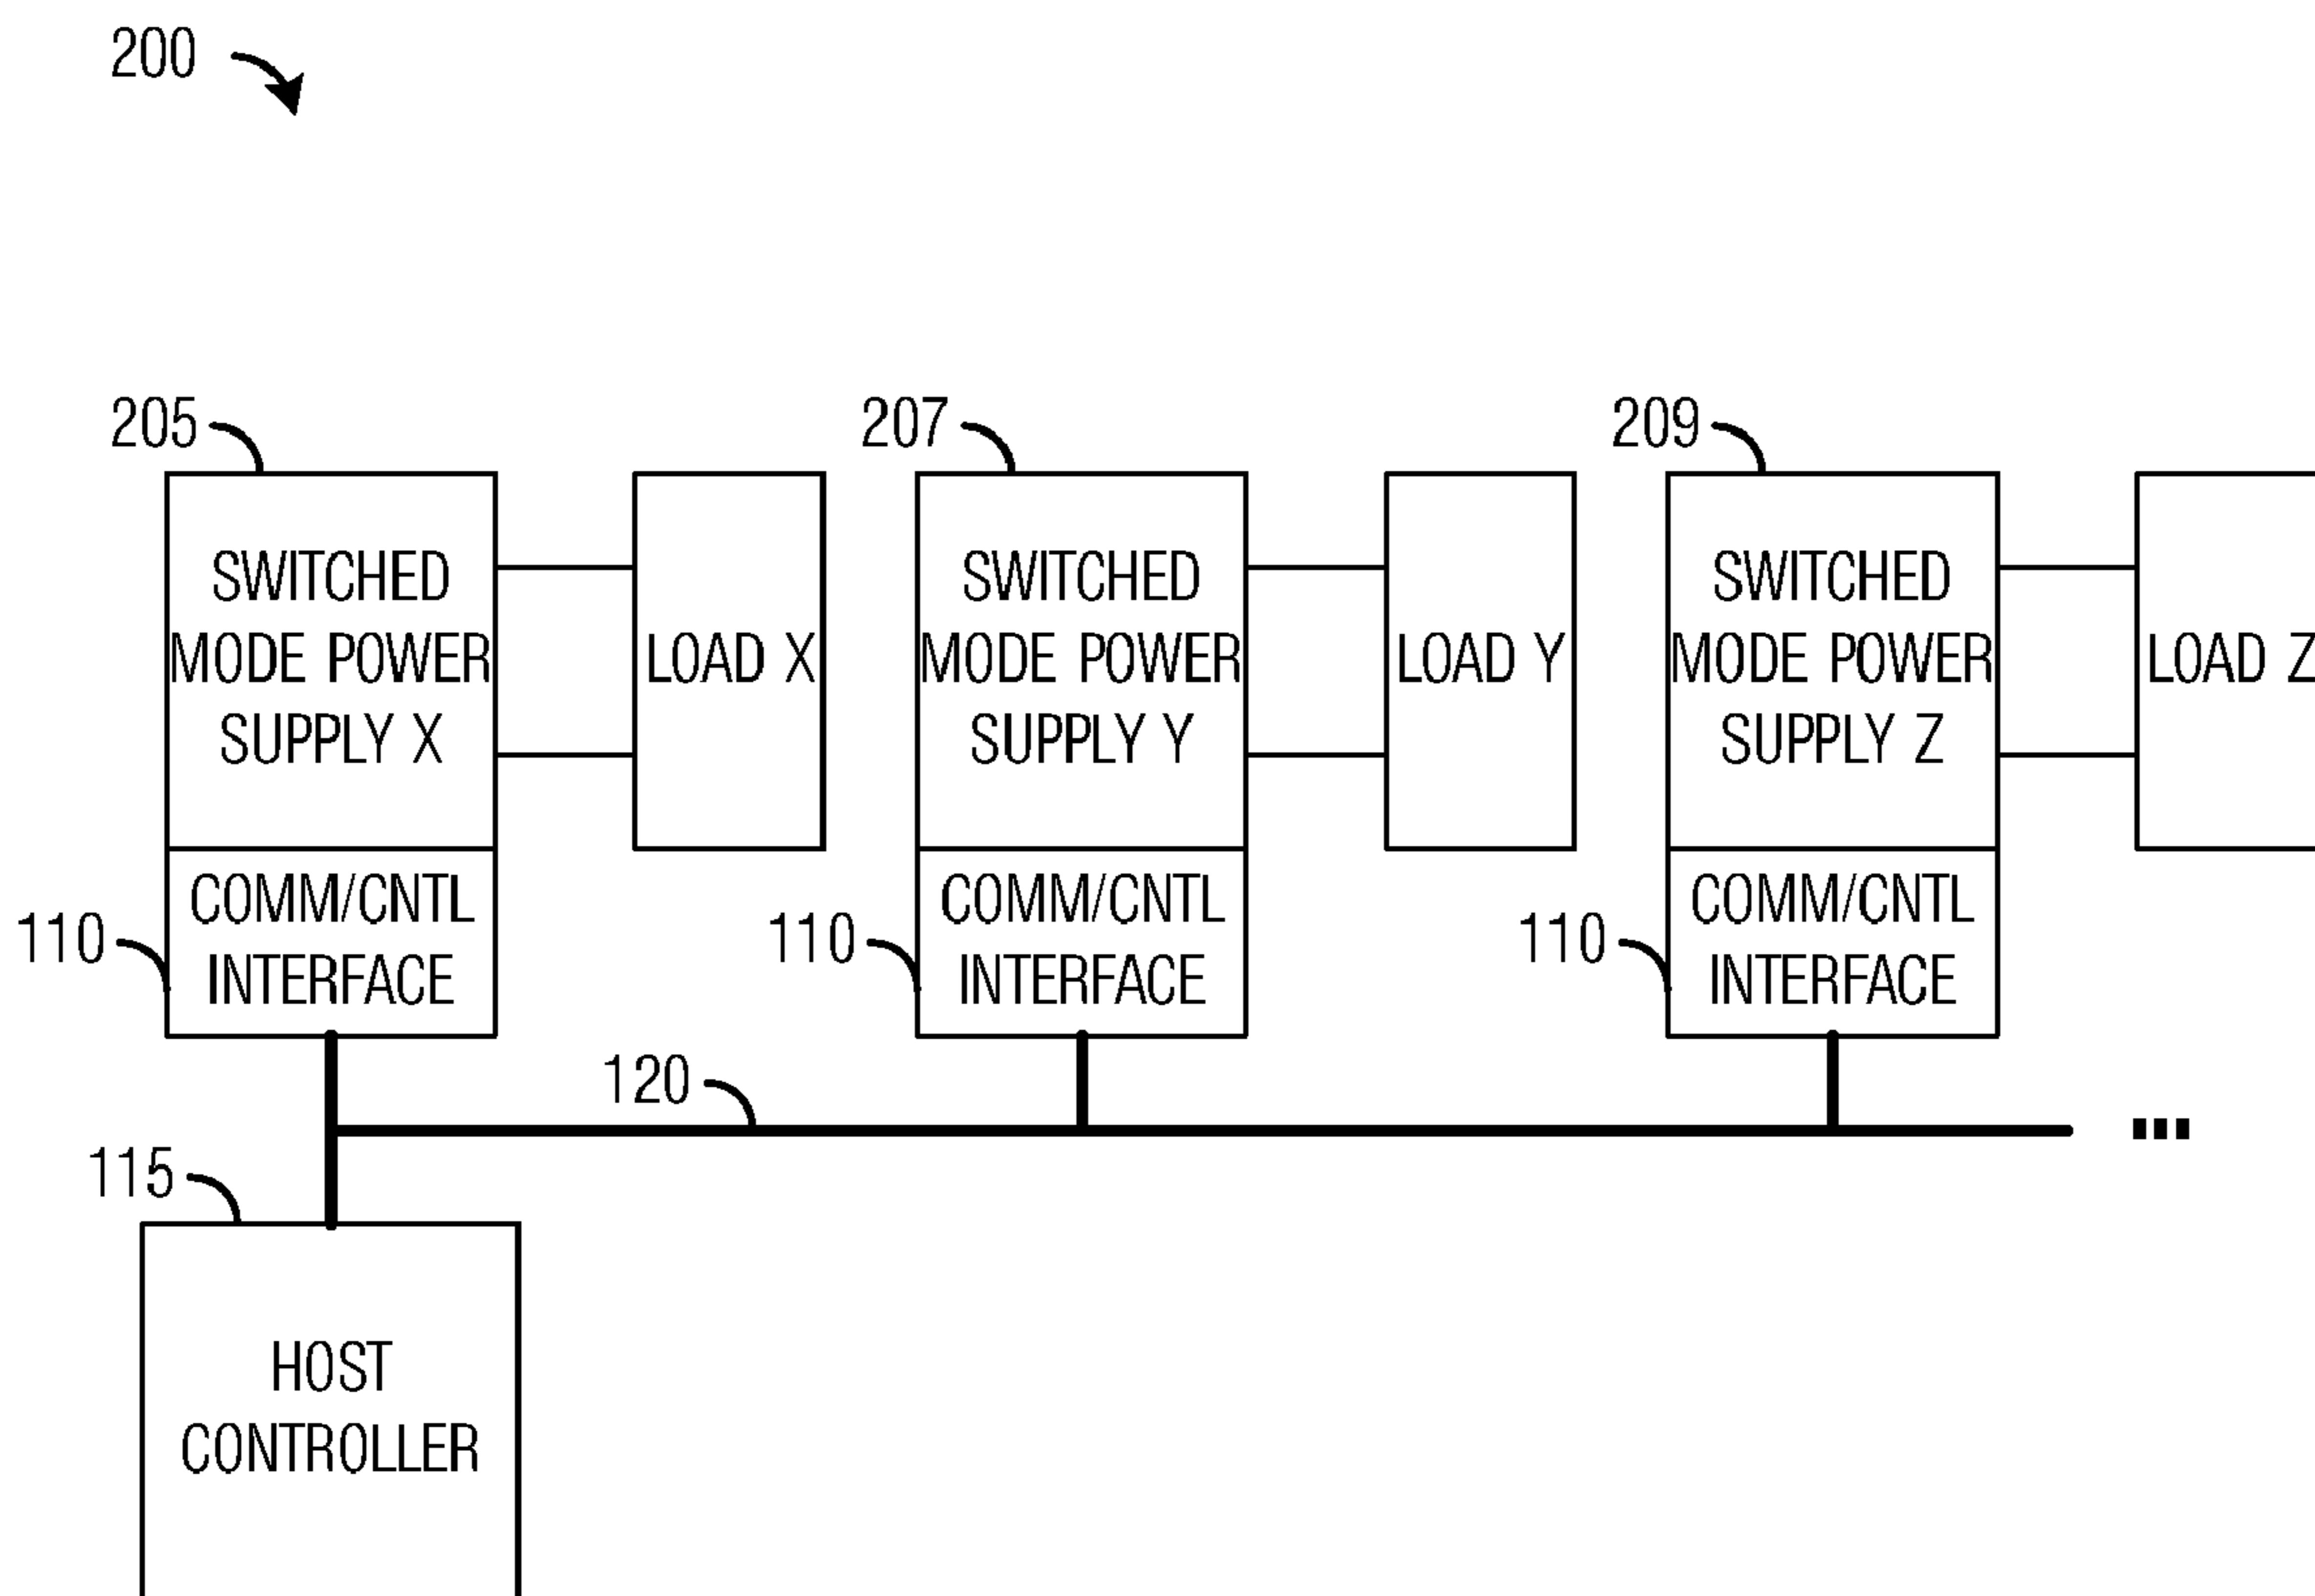 200
205
SWITCHED
MODE POWER
SUPPLY X
LOAD X
207
SWITCHED
MODE POWER
SUPPLY Y
LOAD Y
209
SWITCHED
MODE POWER
SUPPLY Z
LOAD Z
110
COMM/CNTL
INTERFACE
110
COMM/CNTL
INTERFACE
110
COMM/CNTL
INTERFACE
120
115
HOST
CONTROLLER